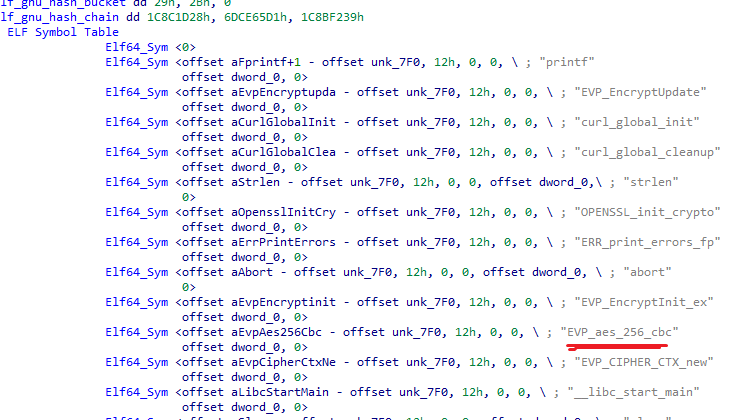 lf_gnu_hash_bucket dd 29h, 2Bh, 0
lf_gnu_hash_chain dd 1C8C1D28h, 6DCE65D1h, 1C8BF239h
ELF Symbol Table
Elf64_Sym <0>
Elf64_Sym <offset aFprintf+1 - offset unk_7F0, 12h, 0, 0, \ ; "printf"
offset dword_0, 0>
Elf64_Sym <offset aEvpEncryptupda - offset unk_7F0, 12h, 0, 0, \ ; "EVP_EncryptUpdate"
offset dword_0, 0>
Elf64_Sym <offset aCurlGlobalInit - offset unk_7F0, 12h, 0, 0, \ ; "curl_global_init"
offset dword_0, 0>
Elf64_Sym <offset aCurlGlobalClea - offset unk_7F0, 12h, 0, 0, \ ; "curl_global_cleanup"
offset dword_0, 0>
Elf64_Sym <offset aStrlen - offset unk_7F0, 12h, 0, 0, offset dword_0,\ ; "strlen"
0>
Elf64_Sym <offset aOpensslInitCry - offset unk_7F0, 12h, 0, 0, \ ; "OPENSSL_init_crypto"
offset dword_0, 0>
Elf64_Sym <offset aErrPrintErrors - offset unk_7F0, 12h, 0, 0, \ ; "ERR_print_errors_fp"
offset dword_0, 0>
Elf64_Sym <offset aAbort - offset unk_7F0, 12h, 0, 0, offset dword_0, \ ; "abort"
0>
Elf64_Sym <offset aEvpEncryptinit - offset unk_7F0, 12h, 0, 0, \ ; "EVP_EncryptInit_ex"
offset dword_0, 0>
Elf64_Sym <offset aEvpAes256Cbc - offset unk_7F0, 12h, 0, 0, \ ; "EVP_aes_256_cbc"
offset dword_0, 0>
Elf64_Sym <offset aEvpCipherCtxNe - offset unk_7F0, 12h, 0, 0, \ ; "EVP_CIPHER_CTX_new"
offset dword_0, 0>
Elf64_Sym <offset aLibcStartMain - offset unk_7F0, 12h, 0, 0, \ ; "__libc_start_main"
offset dword_0, 0>